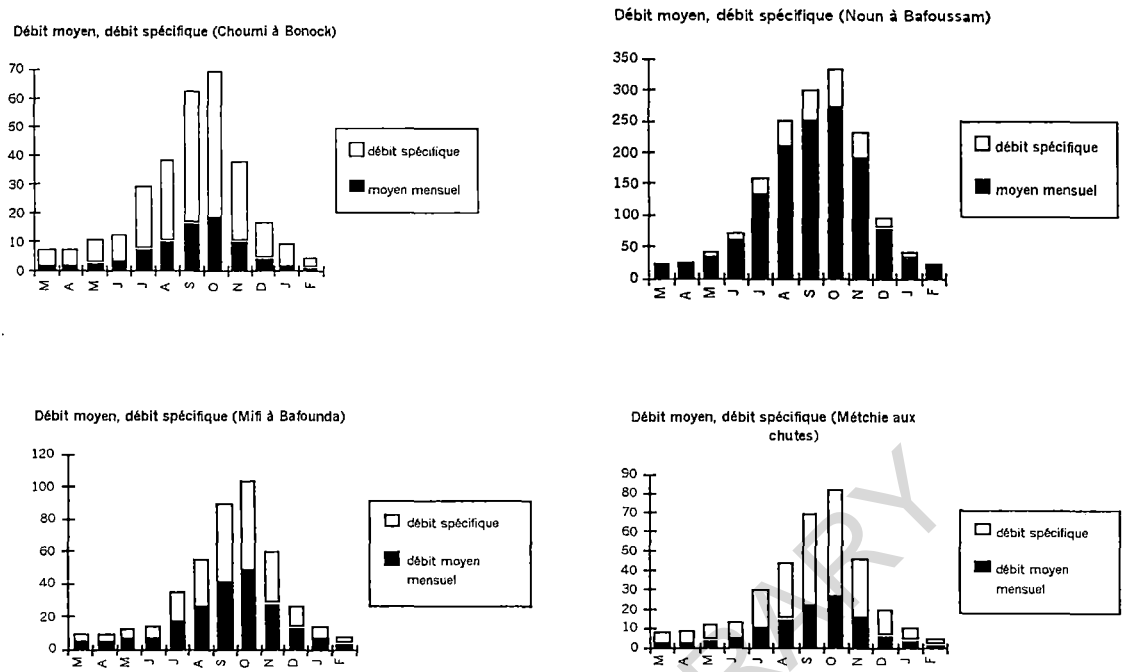 Débit moyen, débit spécifique (Choumi à Bonock)
70
60
50
40
30
20
10
0
M A M J J A S O N D J F
débit spécifique
moyen mensuel
Débit moyen, débit spécifique (Noun à Bafoussam)
350
300
250
200
150
100
50
0
M A M J J A S O N D J F
débit spécifique
moyen mensuel
Débit moyen, débit spécifique (Mifi à Bafounda)
120
100
80
60
40
20
0
M A M J J A S O N D J F
débit spécifique
débit moyen
mensuel
Débit moyen, débit spécifique (Métchie aux
chutes)
90
80
70
60
50
40
30
20
10
0
M A M J J A S O N D J F
débit spécifique
débit moyen
mensuel
RARY